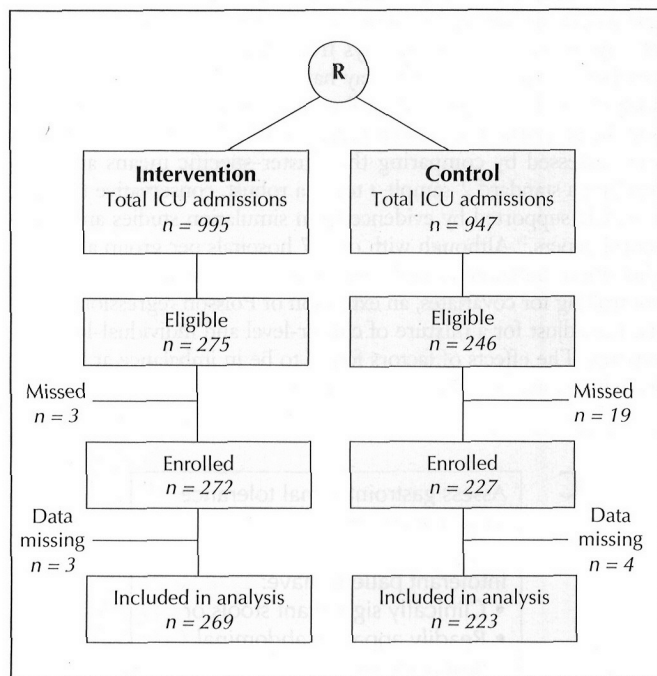 R
Intervention
Total ICU admissions
n = 995
Control
Total ICU admissions
n = 947
Eligible
n = 275
Eligible
n = 246
Missed
n = 3
Missed
n = 19
Enrolled
n = 272
Enrolled
n = 227
Data
missing
n = 3
Data
missing
n = 4
Included in analysis
n = 269
Included in analysis
n = 223